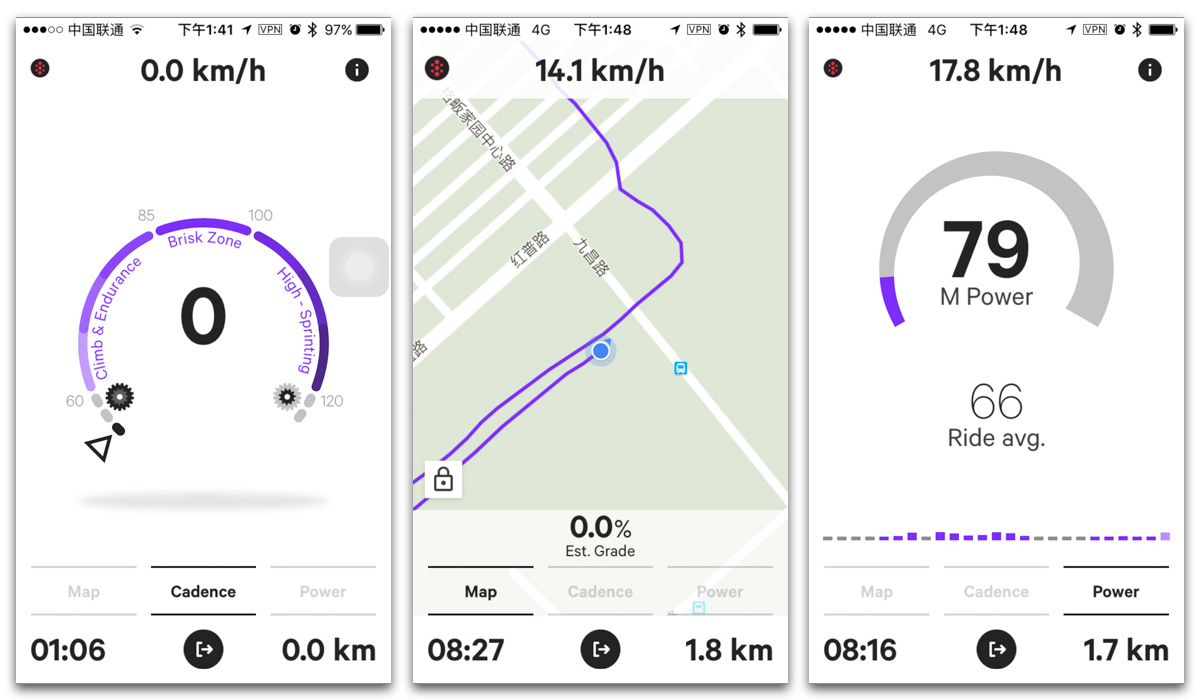 中国联通 下午1:41 VPN 97%
0.0 km/h
85 100
Brisk Zone
Climb & Endurance
High - Sprinting
0
60 120
Map Cadence Power
01:06 0.0 km
中国联通 4G 下午1:48 VPN
14.1 km/h
畈家园中心路
红普路
九昌路
路
0.0%
Est. Grade
Map Cadence Power
08:27 1.8 km
中国联通 4G 下午1:48 VPN
17.8 km/h
79
M Power
66
Ride avg.
Map Cadence Power
08:16 1.7 km